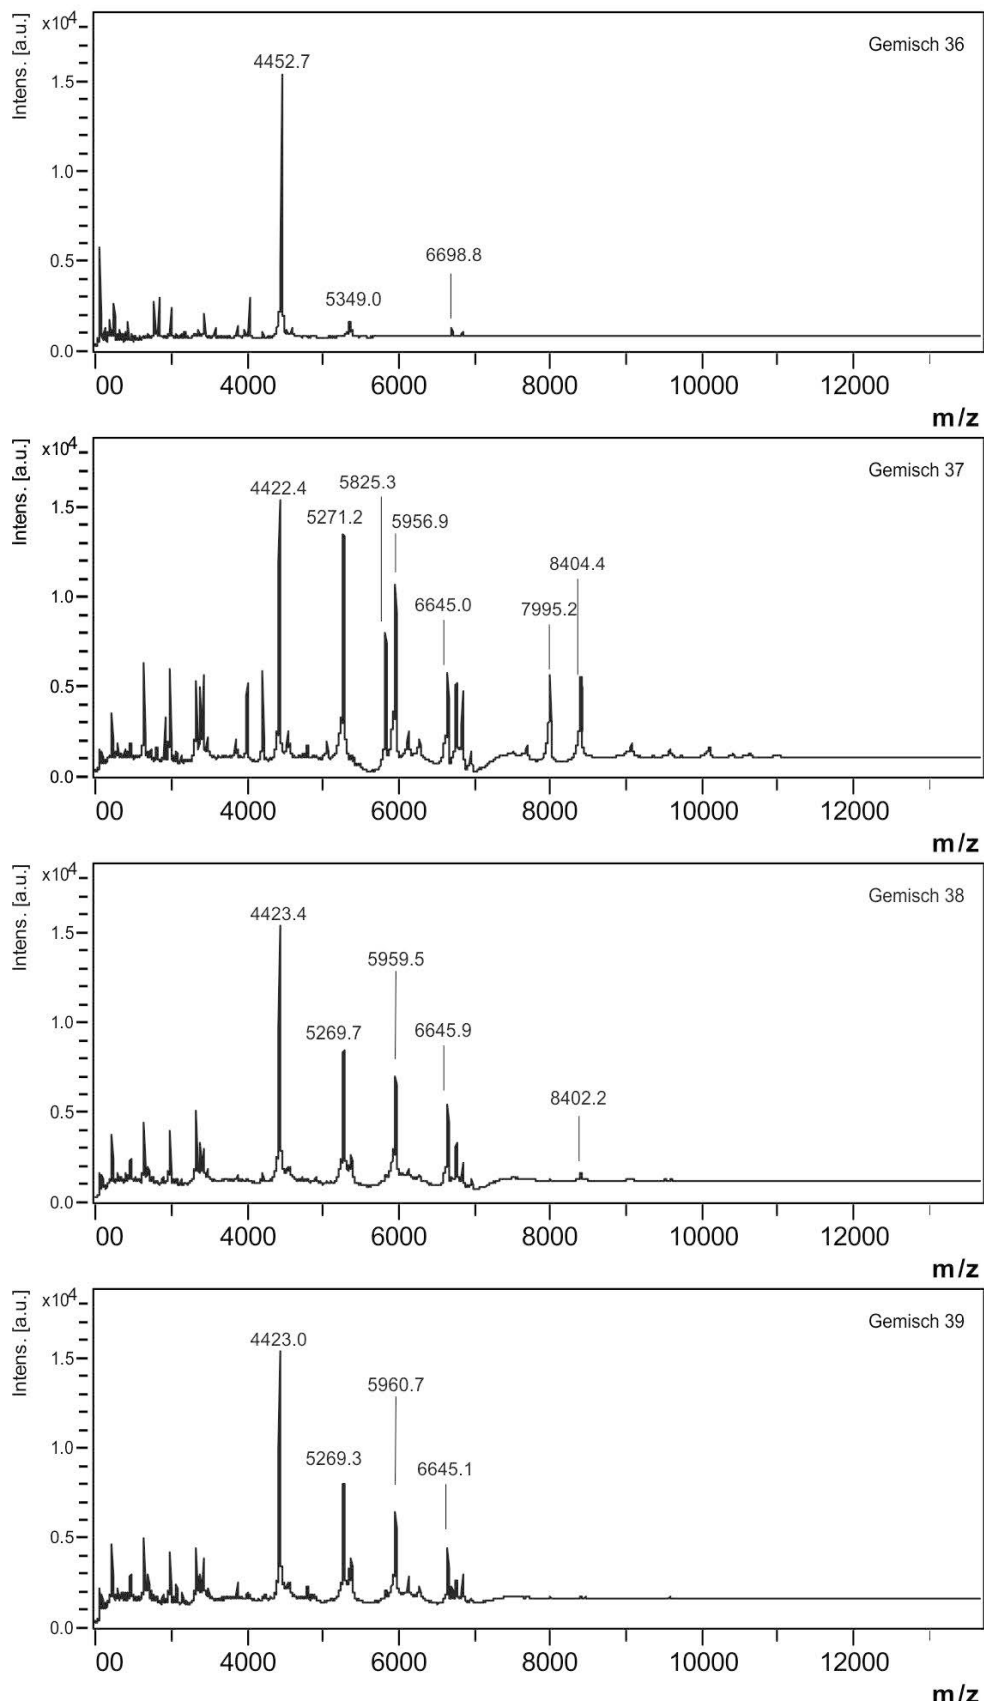 Intens. [a.u.]
x10⁴
Gemisch 36
4452.7
1.5
1.0
6698.8
0.5
5349.0
0.0
00 4000 6000 8000 10000 12000
m/z
Intens. [a.u.]
x10⁴
Gemisch 37
5825.3
4422.4
1.5
5271.2
5956.9
8404.4
1.0
6645.0
7995.2
0.5
0.0
00 4000 6000 8000 10000 12000
m/z
Intens. [a.u.]
x10⁴
Gemisch 38
4423.4
1.5
5959.5
1.0
5269.7
6645.9
8402.2
0.5
0.0
00 4000 6000 8000 10000 12000
m/z
Intens. [a.u.]
x10⁴
Gemisch 39
4423.0
1.5
5960.7
1.0
5269.3
6645.1
0.5
0.0
00 4000 6000 8000 10000 12000
m/z